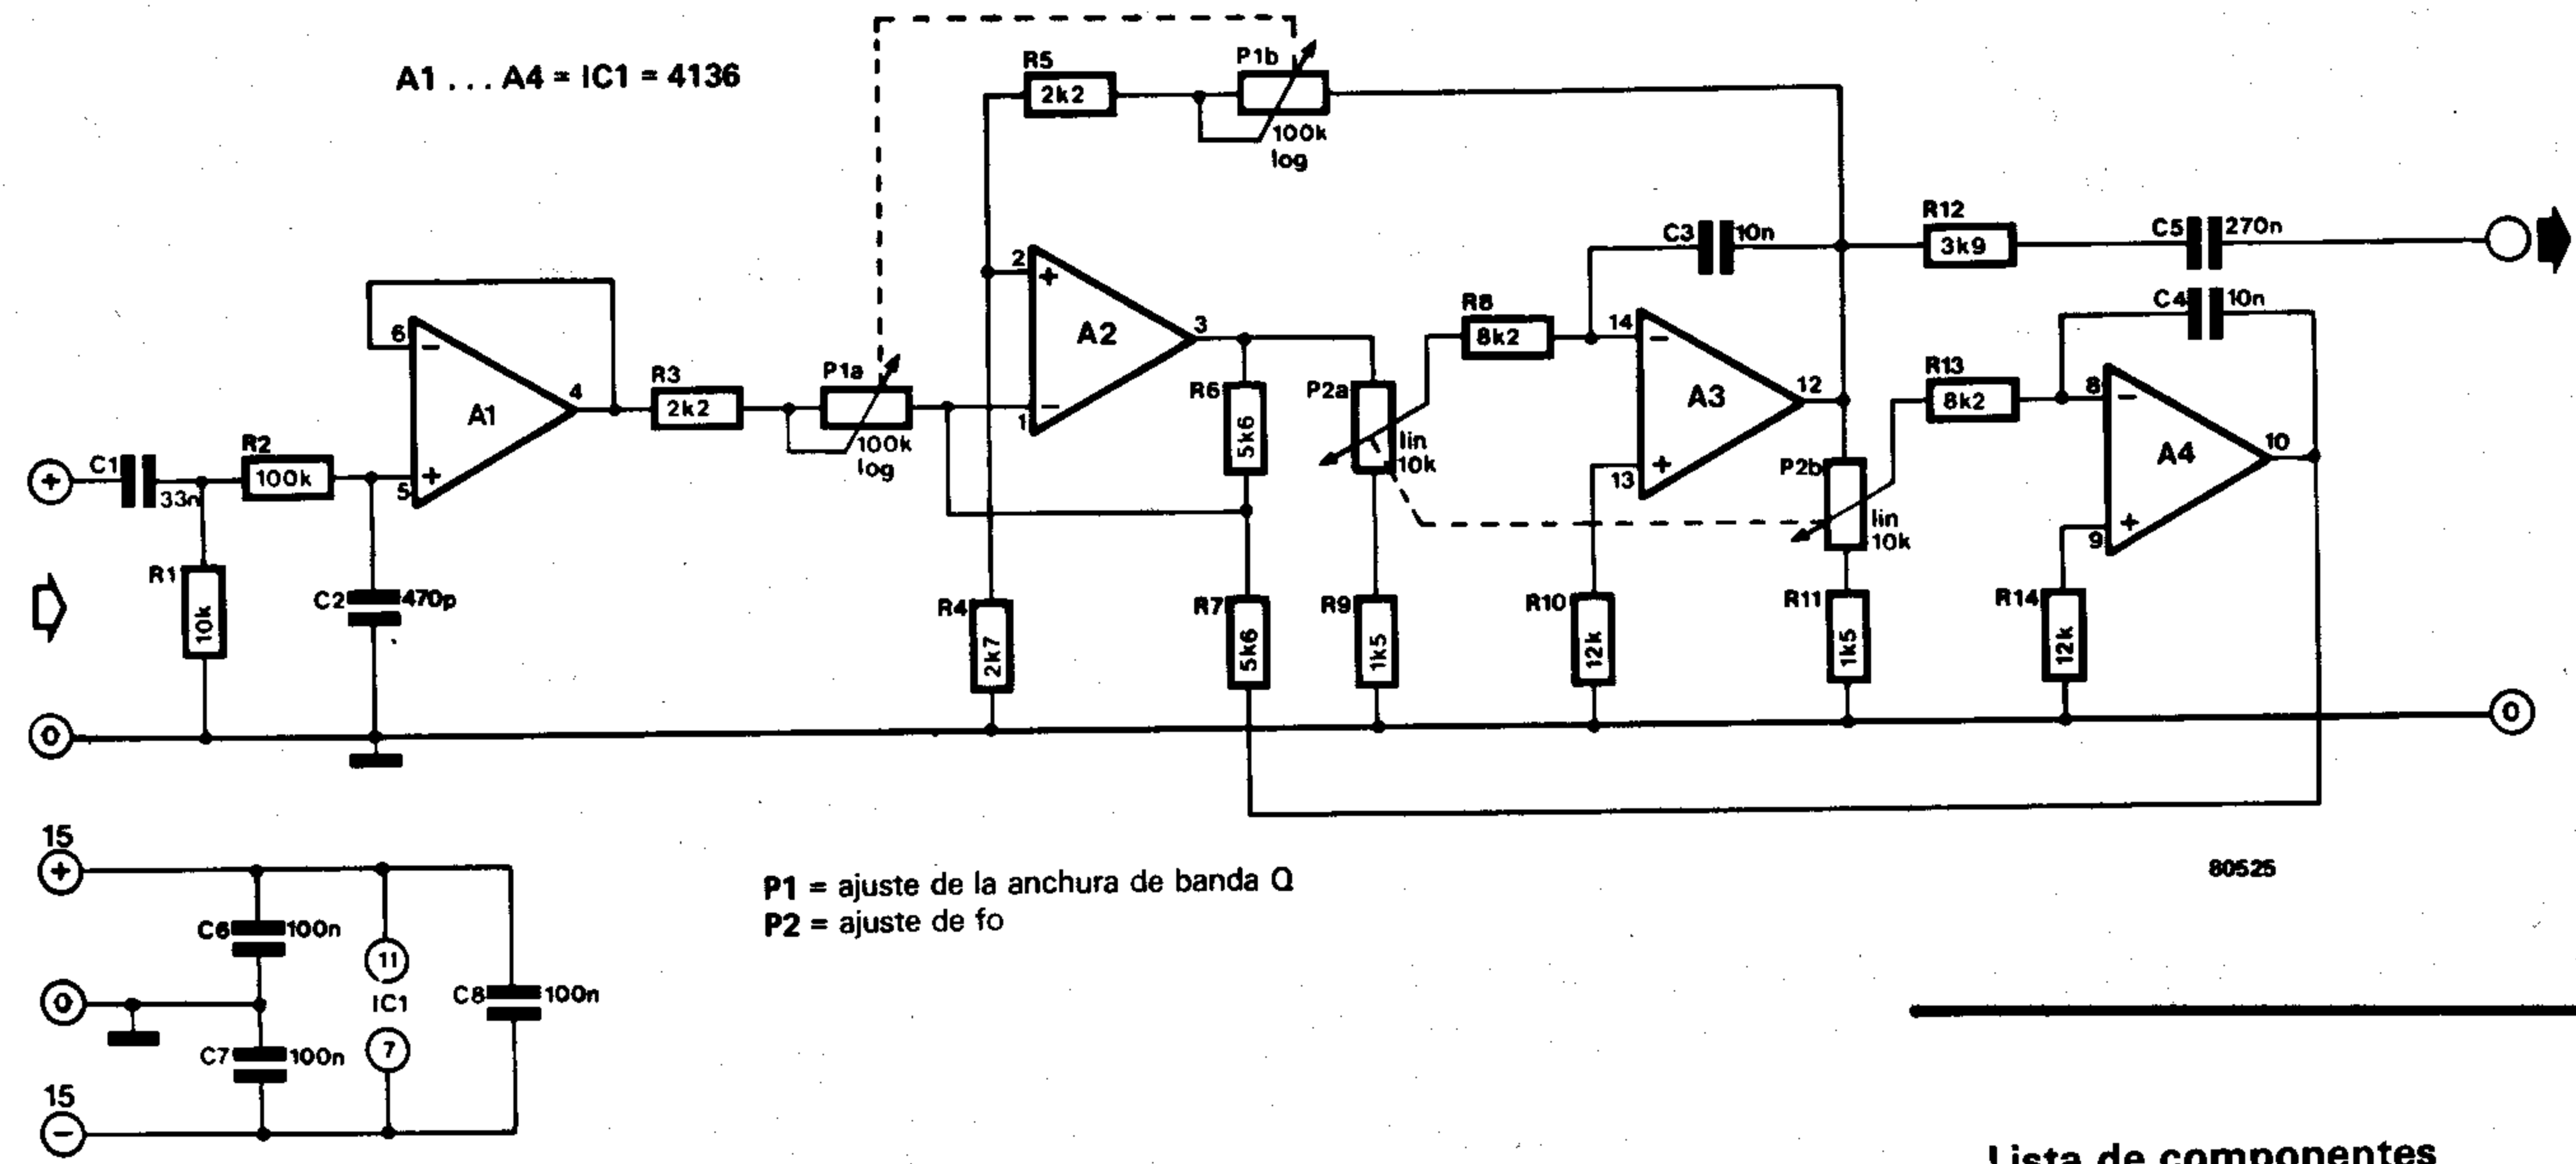 A1 . . . A4 = IC1 = 4136
R5
2k2
P1b
100k
log
C3
10n
R12
3k9
C5
270n
C4
10n
2
+
A2
3
1
−
R8
8k2
14
−
A3
12
+
13
R13
8k2
8
−
A4
10
+
9
6
−
A1
4
+
5
R3
2k2
P1a
100k
log
R6
5k6
P2a
lin
10k
P2b
lin
10k
+
C1
33n
R2
100k
R1
10k
C2
470p
R4
2k7
R7
5k6
R9
1k5
R10
12k
R11
1k5
R14
12k
0
0
15
+
C6
100n
11
IC1
C8
100n
0
C7
100n
7
15
−
P1 = ajuste de la anchura de banda Q
P2 = ajuste de fo
80525
Lista de componentes